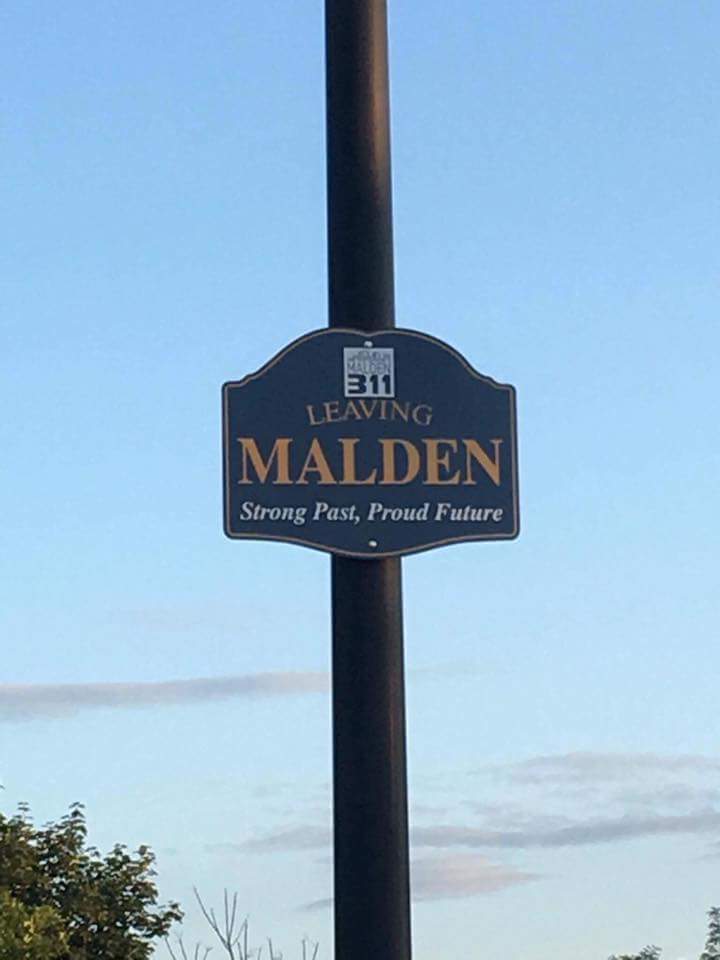 MALDEN
311
LEAVING
MALDEN
Strong Past, Proud Future